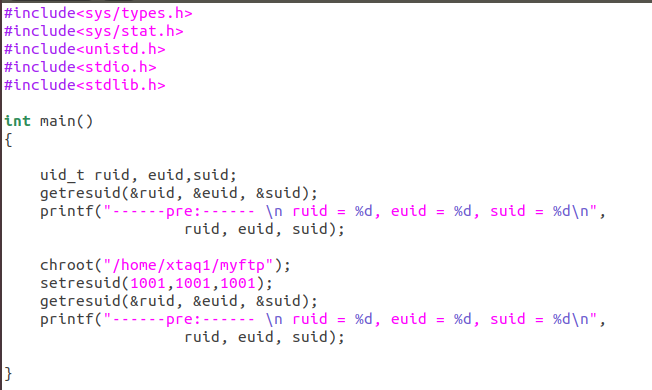 #include<sys/types.h>
#include<sys/stat.h>
#include<unistd.h>
#include<stdio.h>
#include<stdlib.h>

int main()
{

    uid_t ruid, euid,suid;
    getresuid(&ruid, &euid, &suid);
    printf("------pre:------ \n ruid = %d, euid = %d, suid = %d\n",
                    ruid, euid, suid);

    chroot("/home/xtaq1/myftp");
    setresuid(1001,1001,1001);
    getresuid(&ruid, &euid, &suid);
    printf("------pre:------ \n ruid = %d, euid = %d, suid = %d\n",
                    ruid, euid, suid);

}